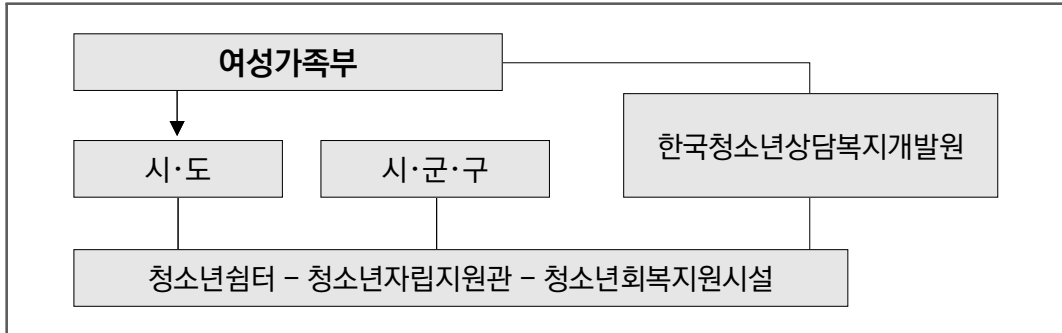 여성가족부
한국청소년상담복지개발원
시·도
시·군·구
청소년쉼터 – 청소년자립지원관 – 청소년회복지원시설